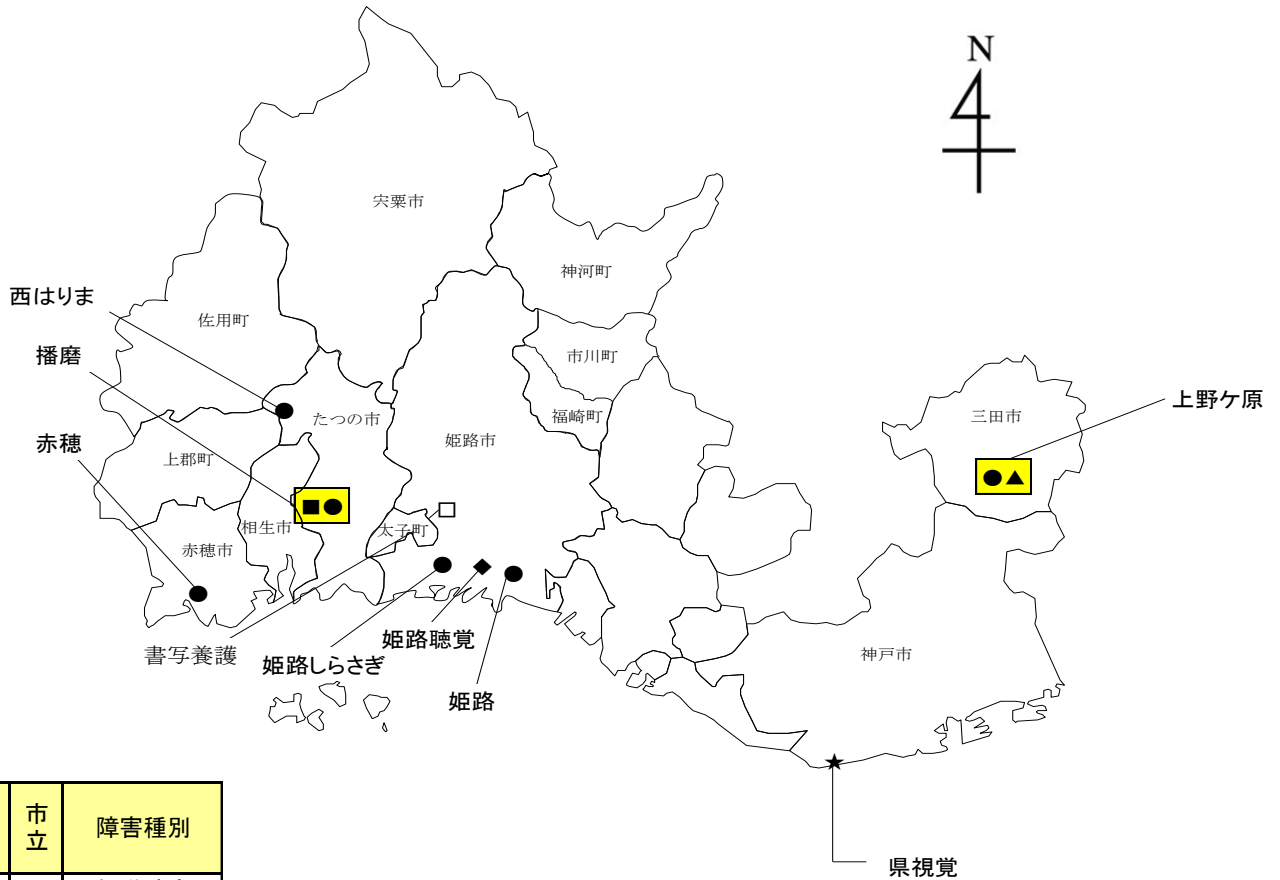 N
宍粟市
神河町
西はりま
佐用町
播磨
市川町
上野ケ原
三田市
福崎町
たつの市
姫路市
赤穂
上郡町
相生市
太子町
赤穂市
書写養護
姫路しらさぎ
姫路聴覚
姫路
神戸市
市立
障害種別
県視覚